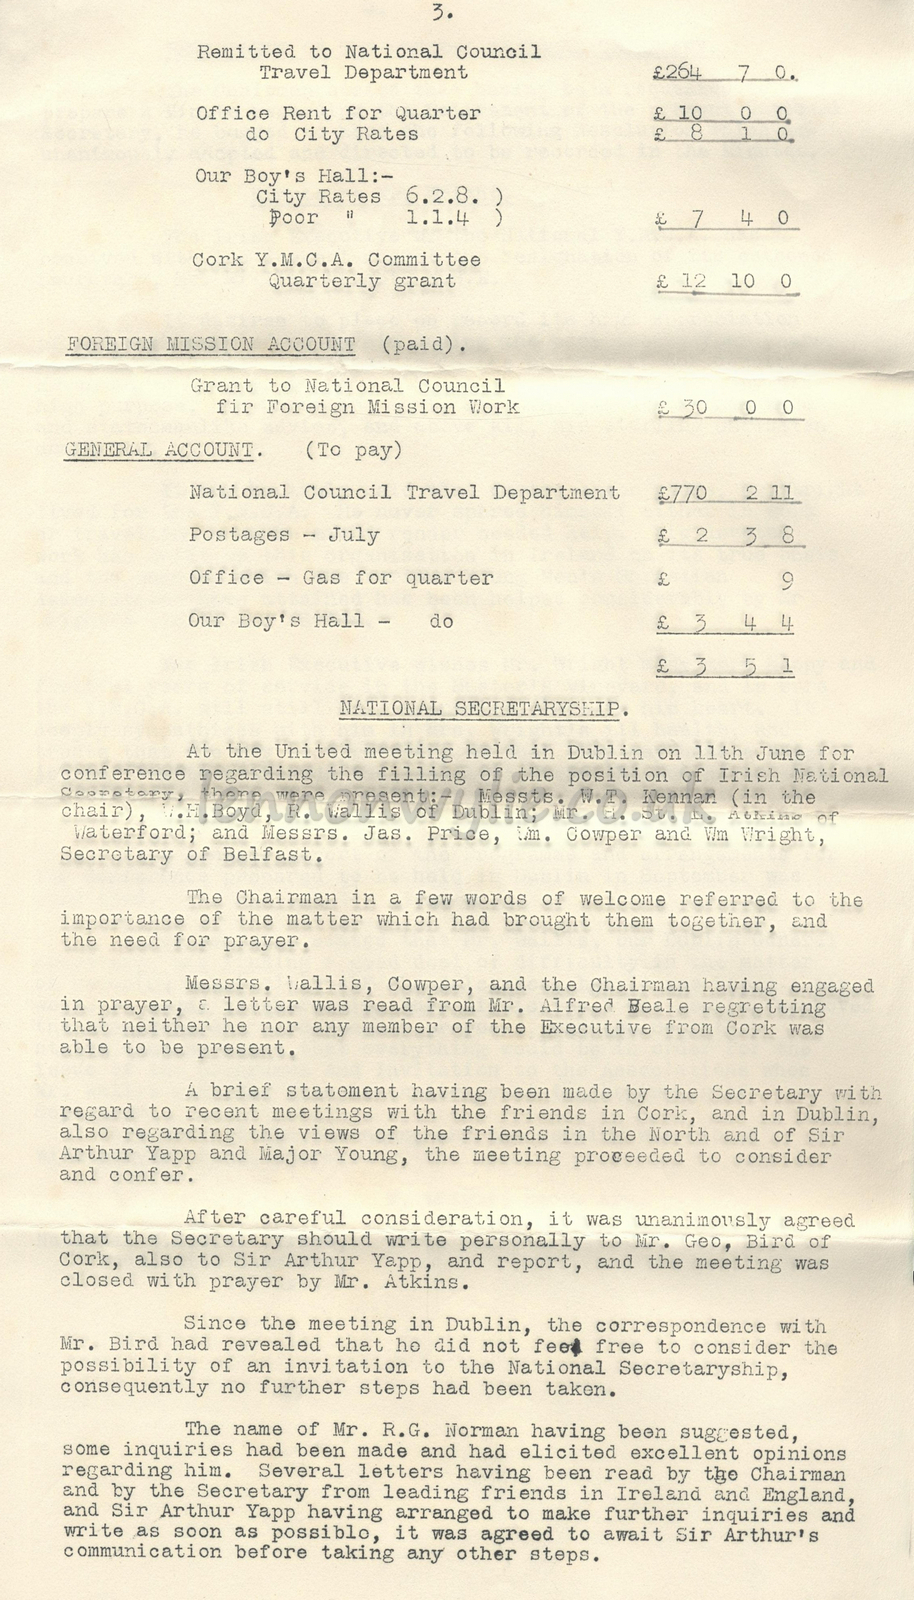 3.
Remitted to National Council
Travel Department £264 7 0.
Office Rent for Quarter £ 10 0 0.
do City Rates £ 8 1 0.
Our Boy's Hall:-
City Rates 6.2.8. )
Poor " 1.1.4 ) £ 7 4 0
Cork Y.M.C.A. Committee
Quarterly grant £ 12 10 0
FOREIGN MISSION ACCOUNT (paid).
Grant to National Council
fir Foreign Mission Work £ 30 0 0
GENERAL ACCOUNT. (To pay)
National Council Travel Department £770 2 11
Postages - July £ 2 3 8
Office - Gas for quarter £ 9
Our Boy's Hall - do £ 3 4 4
£ 3 5 1
NATIONAL SECRETARYSHIP.
At the United meeting held in Dublin on 11th June for
conference regarding the filling of the position of Irish National
Secretary, there were present:- Messts. W.T. Kennan (in the
chair), W.H.Boyd, R. Wallis of Dublin; Mr. H. St. Atkins of
Waterford; and Messrs. Jas. Price, Wm. Cowper and Wm Wright,
Secretary of Belfast.
The Chairman in a few words of welcome referred to the
importance of the matter which had brought them together, and
the need for prayer.
Messrs. Wallis, Cowper, and the Chairman having engaged
in prayer, a letter was read from Mr. Alfred Beale regretting
that neither he nor any member of the Executive from Cork was
able to be present.
A brief statement having been made by the Secretary with
regard to recent meetings with the friends in Cork, and in Dublin,
also regarding the views of the friends in the North and of Sir
Arthur Yapp and Major Young, the meeting proceeded to consider
and confer.
After careful consideration, it was unanimously agreed
that the Secretary should write personally to Mr. Geo, Bird of
Cork, also to Sir Arthur Yapp, and report, and the meeting was
closed with prayer by Mr. Atkins.
Since the meeting in Dublin, the correspondence with
Mr. Bird had revealed that he did not feel free to consider the
possibility of an invitation to the National Secretaryship,
consequently no further steps had been taken.
The name of Mr. R.G. Norman having been suggested,
some inquiries had been made and had elicited excellent opinions
regarding him. Several letters having been read by the Chairman
and by the Secretary from leading friends in Ireland and England,
and Sir Arthur Yapp having arranged to make further inquiries and
write as soon as possible, it was agreed to await Sir Arthur's
communication before taking any other steps.